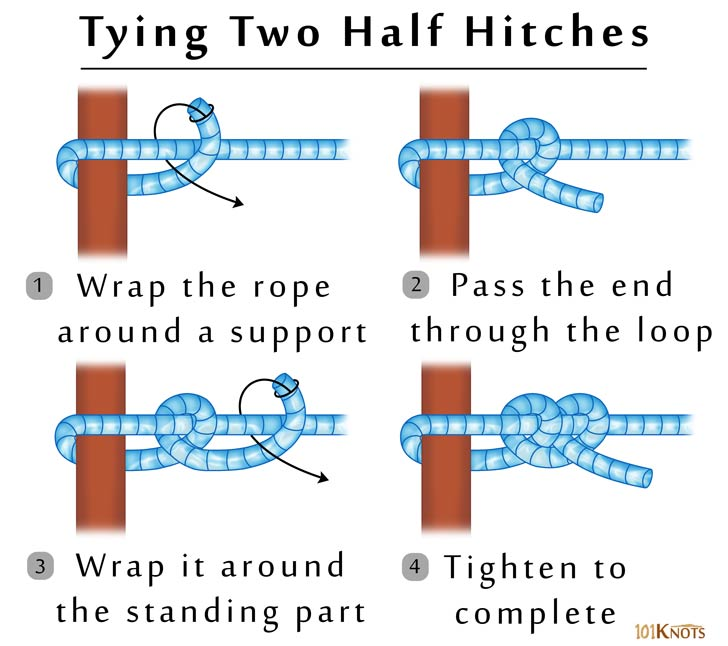 Tying Two Half Hitches
1 Wrap the rope
around a support
2 Pass the end
through the loop
3 Wrap it around
the standing part
4 Tighten to
complete
101KNOTS